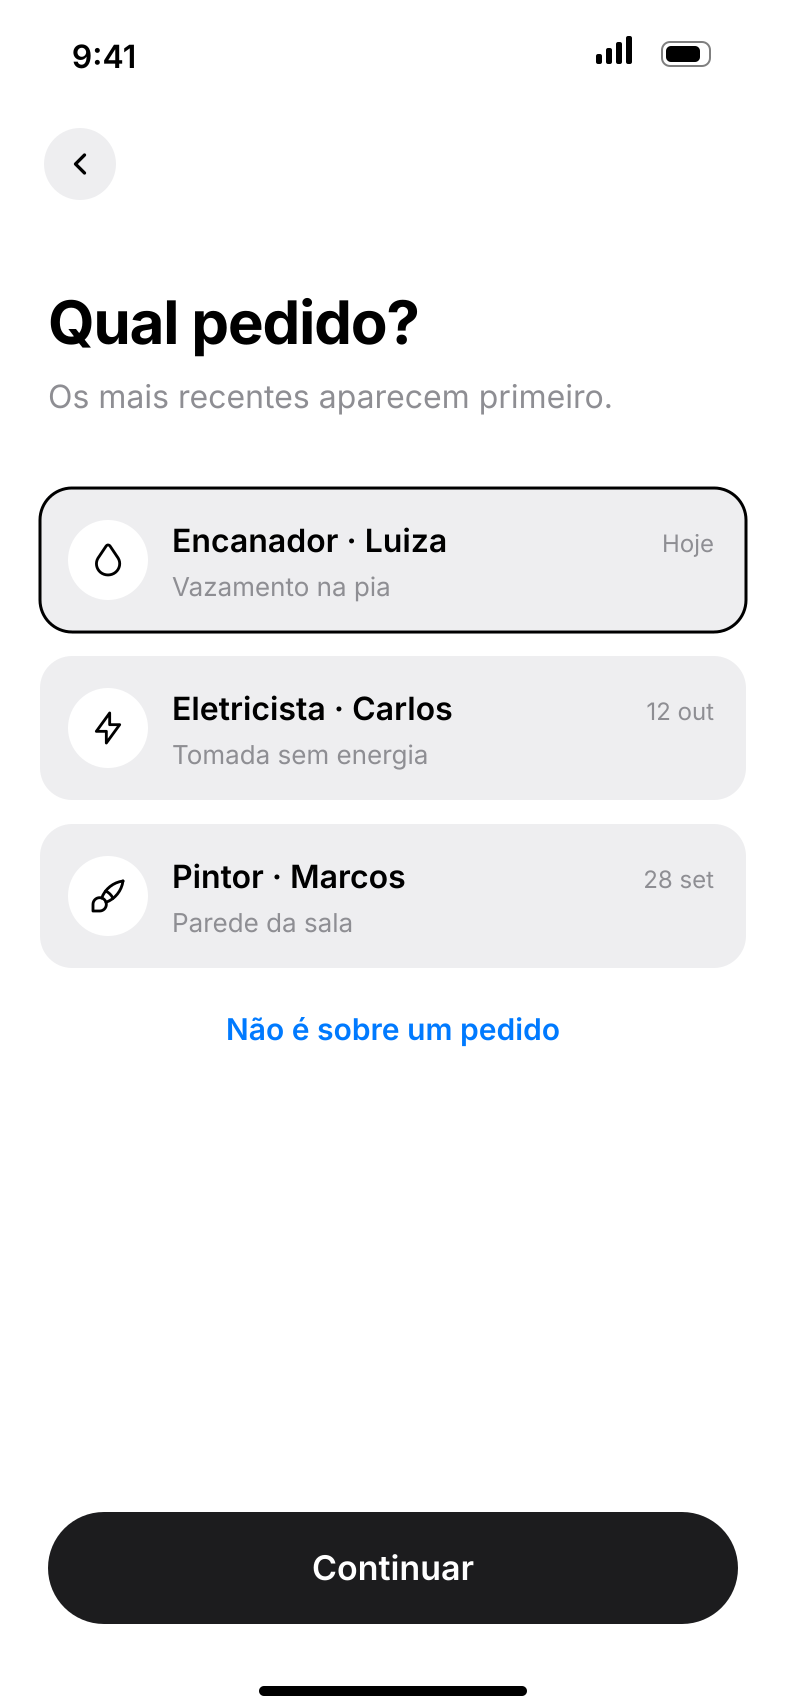 9:41
Qual pedido?
Os mais recentes aparecem primeiro.
Encanador · Luiza
Hoje
Vazamento na pia
Eletricista · Carlos
12 out
Tomada sem energia
Pintor · Marcos
28 set
Parede da sala
Não é sobre um pedido
Continuar